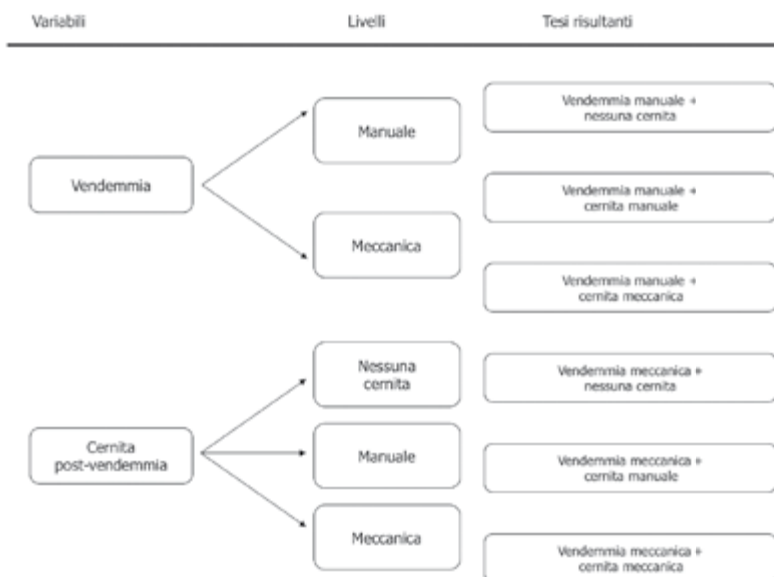 Variabili
Livelli
Tesi risultanti
Vendemmia
Manuale
Meccanica
Vendemmia manuale +
nessuna cernita
Vendemmia manuale +
cernita manuale
Vendemmia manuale +
cernita meccanica
Cernita
post-vendemmia
Nessuna
cernita
Manuale
Meccanica
Vendemmia meccanica +
nessuna cernita
Vendemmia meccanica +
cernita manuale
Vendemmia meccanica +
cernita meccanica